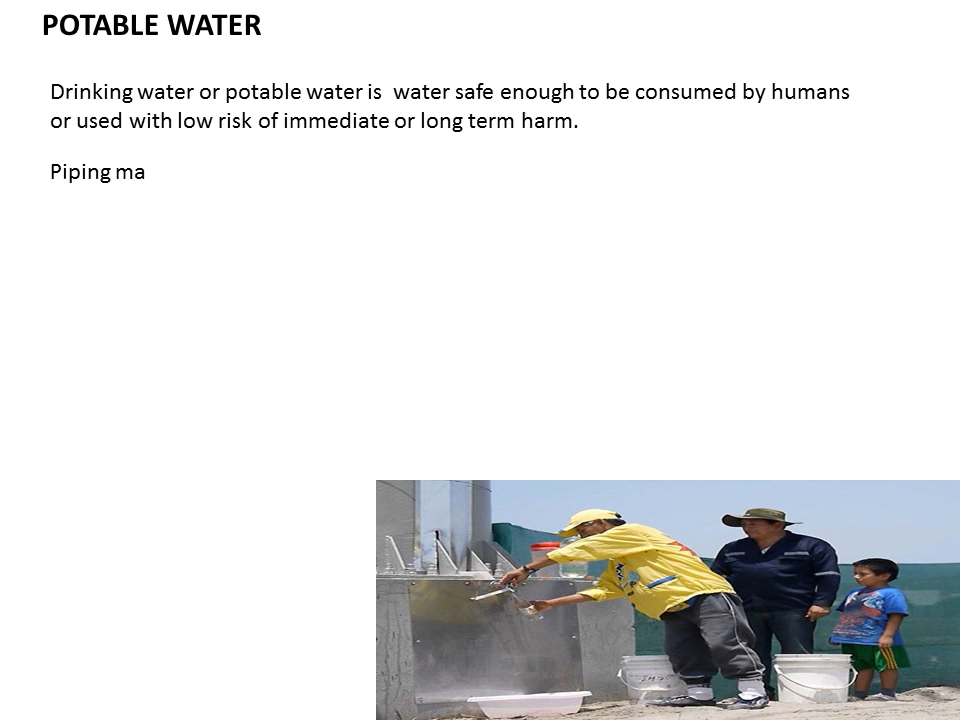 POTABLE WATER
Drinking water or potable water is  water safe enough to be consumed by humans
or used with low risk of immediate or long term harm.
Piping ma